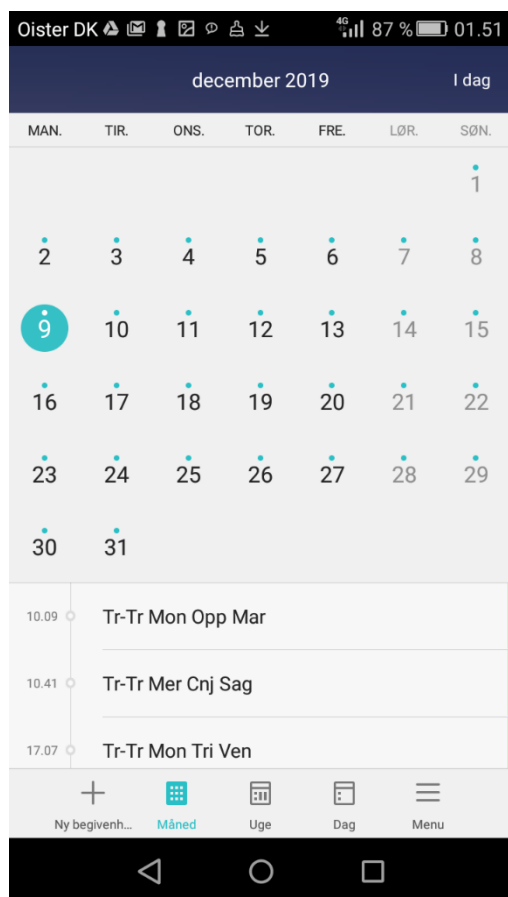 Oister DK 4G 87 % 01.51
december 2019 I dag
MAN. TIR. ONS. TOR. FRE. LØR. SØN.
1
2 3 4 5 6 7 8
9 10 11 12 13 14 15
16 17 18 19 20 21 22
23 24 25 26 27 28 29
30 31
10.09 Tr-Tr Mon Opp Mar
10.41 Tr-Tr Mer Cnj Sag
17.07 Tr-Tr Mon Tri Ven
Ny begivenh... Måned Uge Dag Menu